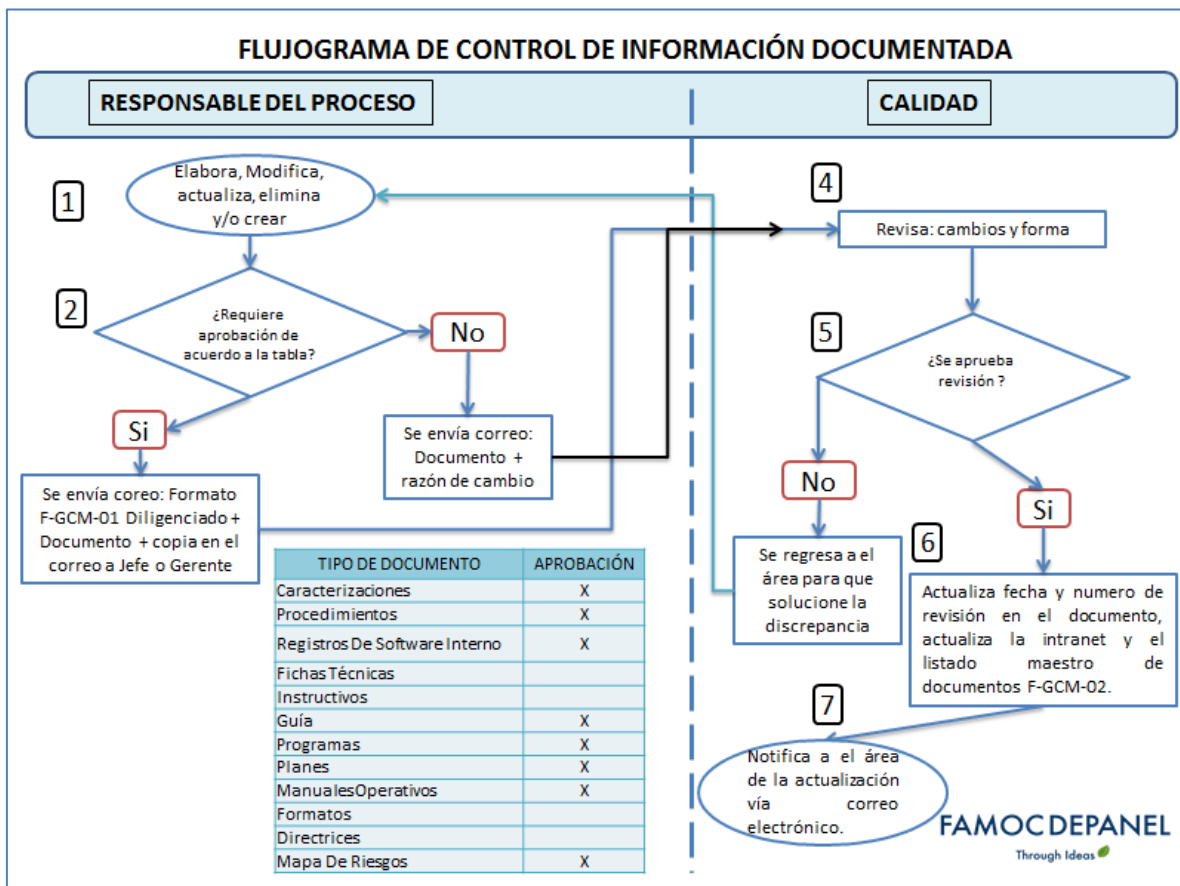 FLUJOGRAMA DE CONTROL DE INFORMACIÓN DOCUMENTADA
RESPONSABLE DEL PROCESO
CALIDAD
1
Elabora, Modifica,
actualiza, elimina
y/o crear
2
¿Requiere
aprobación de
acuerdo a la tabla?
No
Si
Se envía correo:
Documento +
razón de cambio
Se envía coreo: Formato
F-GCM-01 Diligenciado +
Documento + copia en el
correo a Jefe o Gerente
TIPO DE DOCUMENTO APROBACIÓN
Caracterizaciones X
Procedimientos X
Registros De Software Interno X
Fichas Técnicas
Instructivos
Guía X
Programas X
Planes X
ManualesOperativos X
Formatos
Directrices
Mapa De Riesgos X
4
Revisa: cambios y forma
5
¿Se aprueba
revisión ?
No
Si
Se regresa a el
área para que
solucione la
discrepancia
6
Actualiza fecha y numero de
revisión en el documento,
actualiza la intranet y el
listado maestro de
documentos F-GCM-02.
7
Notifica a el área
de la actualización
vía correo
electrónico.
FAMOCDEPANEL
Through Ideas